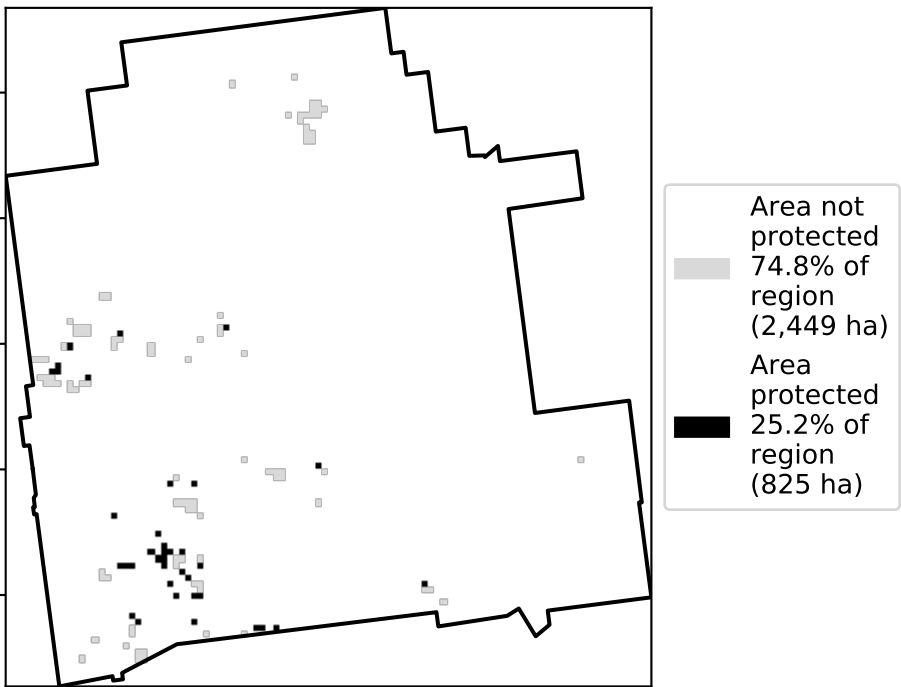 Area not
protected
74.8% of
region
(2,449 ha)
Area
protected
25.2% of
region
(825 ha)